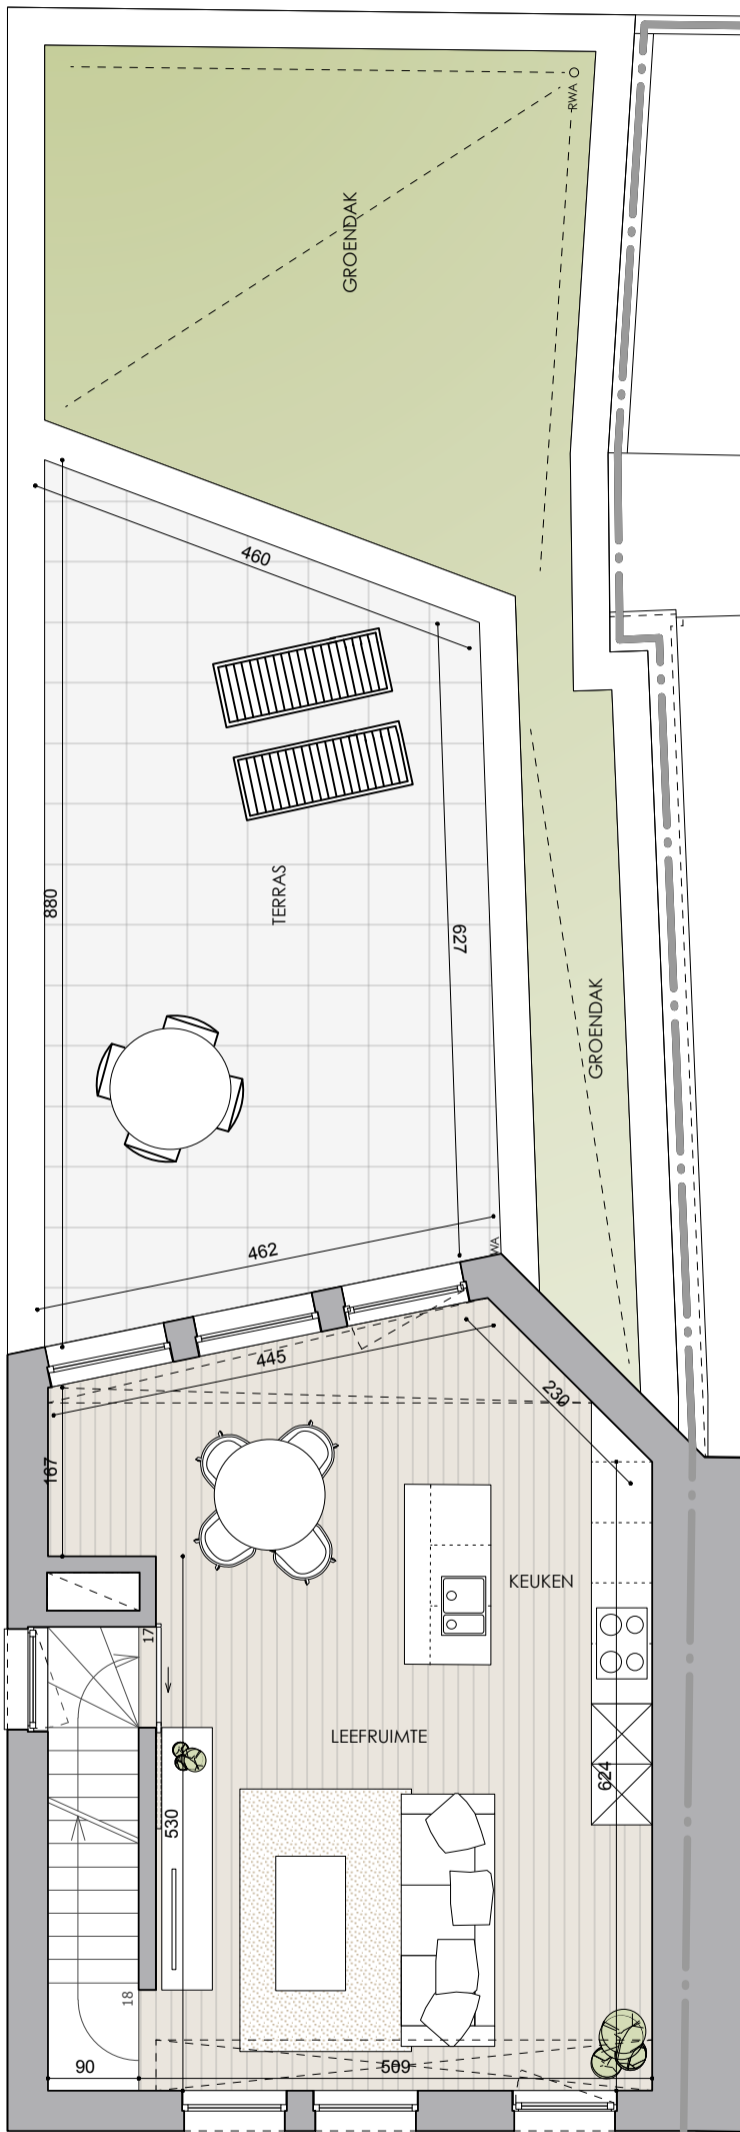 RWA
GROENDAK
460
880
TERRAS
627
GROENDAK
462
WA
445
230
167
KEUKEN
17
LEEFRUIMTE
624
530
18
90
509